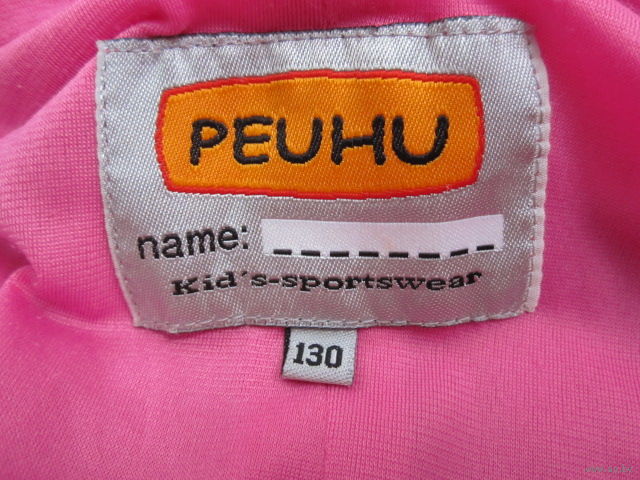 PEUHU
name: _ _ _ _ _ _ _ _
Kid's-sportswear
130